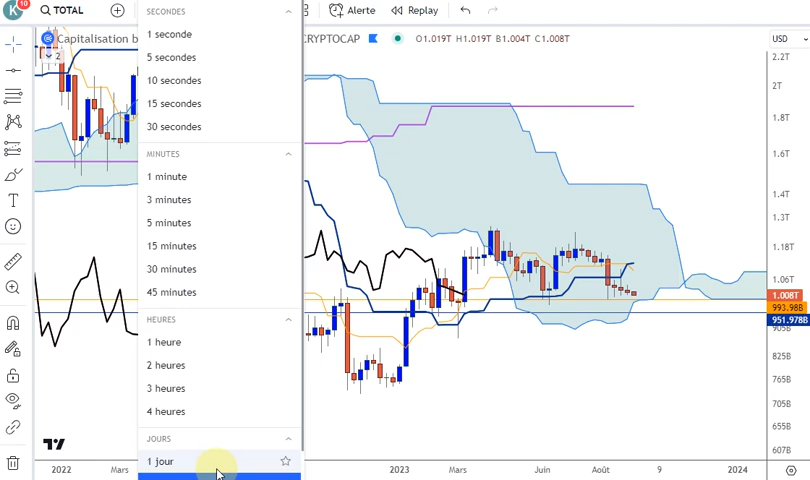 K
10
TOTAL
SECONDES
Alerte
Replay
Capitalisation b
CRYPTOCAP
O1.019T H1.019T B1.004T C1.008T
USD
2
1 seconde
5 secondes
10 secondes
15 secondes
30 secondes
MINUTES
1 minute
3 minutes
5 minutes
15 minutes
30 minutes
45 minutes
HEURES
1 heure
2 heures
3 heures
4 heures
JOURS
1 jour
2.2T
2T
1.8T
1.6T
1.4T
1.3T
1.18T
1.06T
1.008T
993.98B
951.978B
905B
825B
765B
705B
655B
607B
2022
Mars
2023
Mars
Juin
Août
9
2024